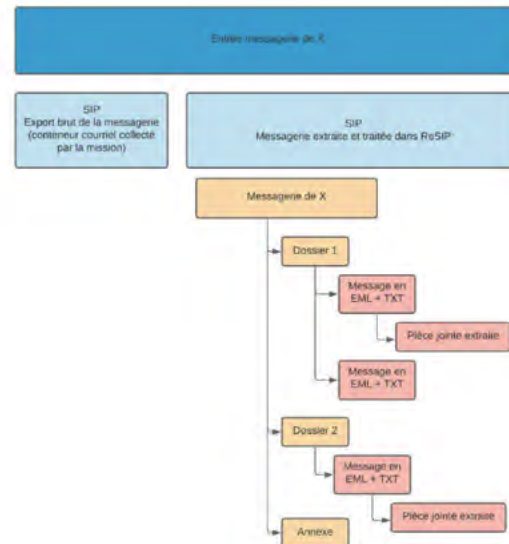 Entrée messagerie de X
SIP
Export brut de la messagerie
(conteneur courriel collecté
par la mission)
SIP
Messagerie extraite et traitée dans ReSIP
Messagerie de X
Dossier 1
Message en
EML + TXT
Pièce jointe extraite
Message en
EML + TXT
Dossier 2
Message en
EML + TXT
Pièce jointe extraite
Annexe